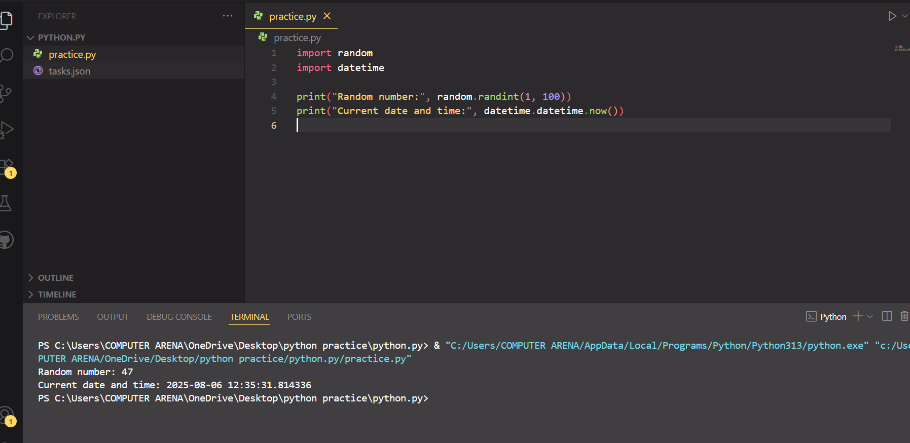 EXPLORER
PYTHON.PY
practice.py
tasks.json
OUTLINE
TIMELINE
practice.py
practice.py
1 import random
2 import datetime
3
4 print("Random number:", random.randint(1, 100))
5 print("Current date and time:", datetime.datetime.now())
6
1
1
PROBLEMS OUTPUT DEBUG CONSOLE TERMINAL PORTS
Python
PS C:\Users\COMPUTER ARENA\OneDrive\Desktop\python practice\python.py> & "C:/Users/COMPUTER ARENA/AppData/Local/Programs/Python/Python313/python.exe" "c:/Use
PUTER ARENA/OneDrive/Desktop/python practice/python.py/practice.py"
Random number: 47
Current date and time: 2025-08-06 12:35:31.814336
PS C:\Users\COMPUTER ARENA\OneDrive\Desktop\python practice\python.py>